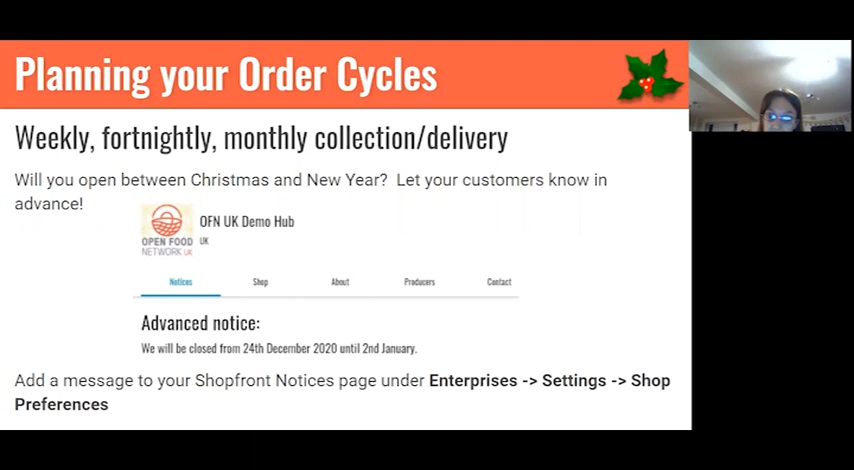 Planning your Order Cycles
Weekly, fortnightly, monthly collection/delivery
Will you open between Christmas and New Year? Let your customers know in
advance!
OFN UK Demo Hub
OPEN FOOD
NETWORK UK
UK
Notices Shop About Producers Contact
Advanced notice:
We will be closed from 24th December 2020 until 2nd January.
Add a message to your Shopfront Notices page under Enterprises -> Settings -> Shop
Preferences